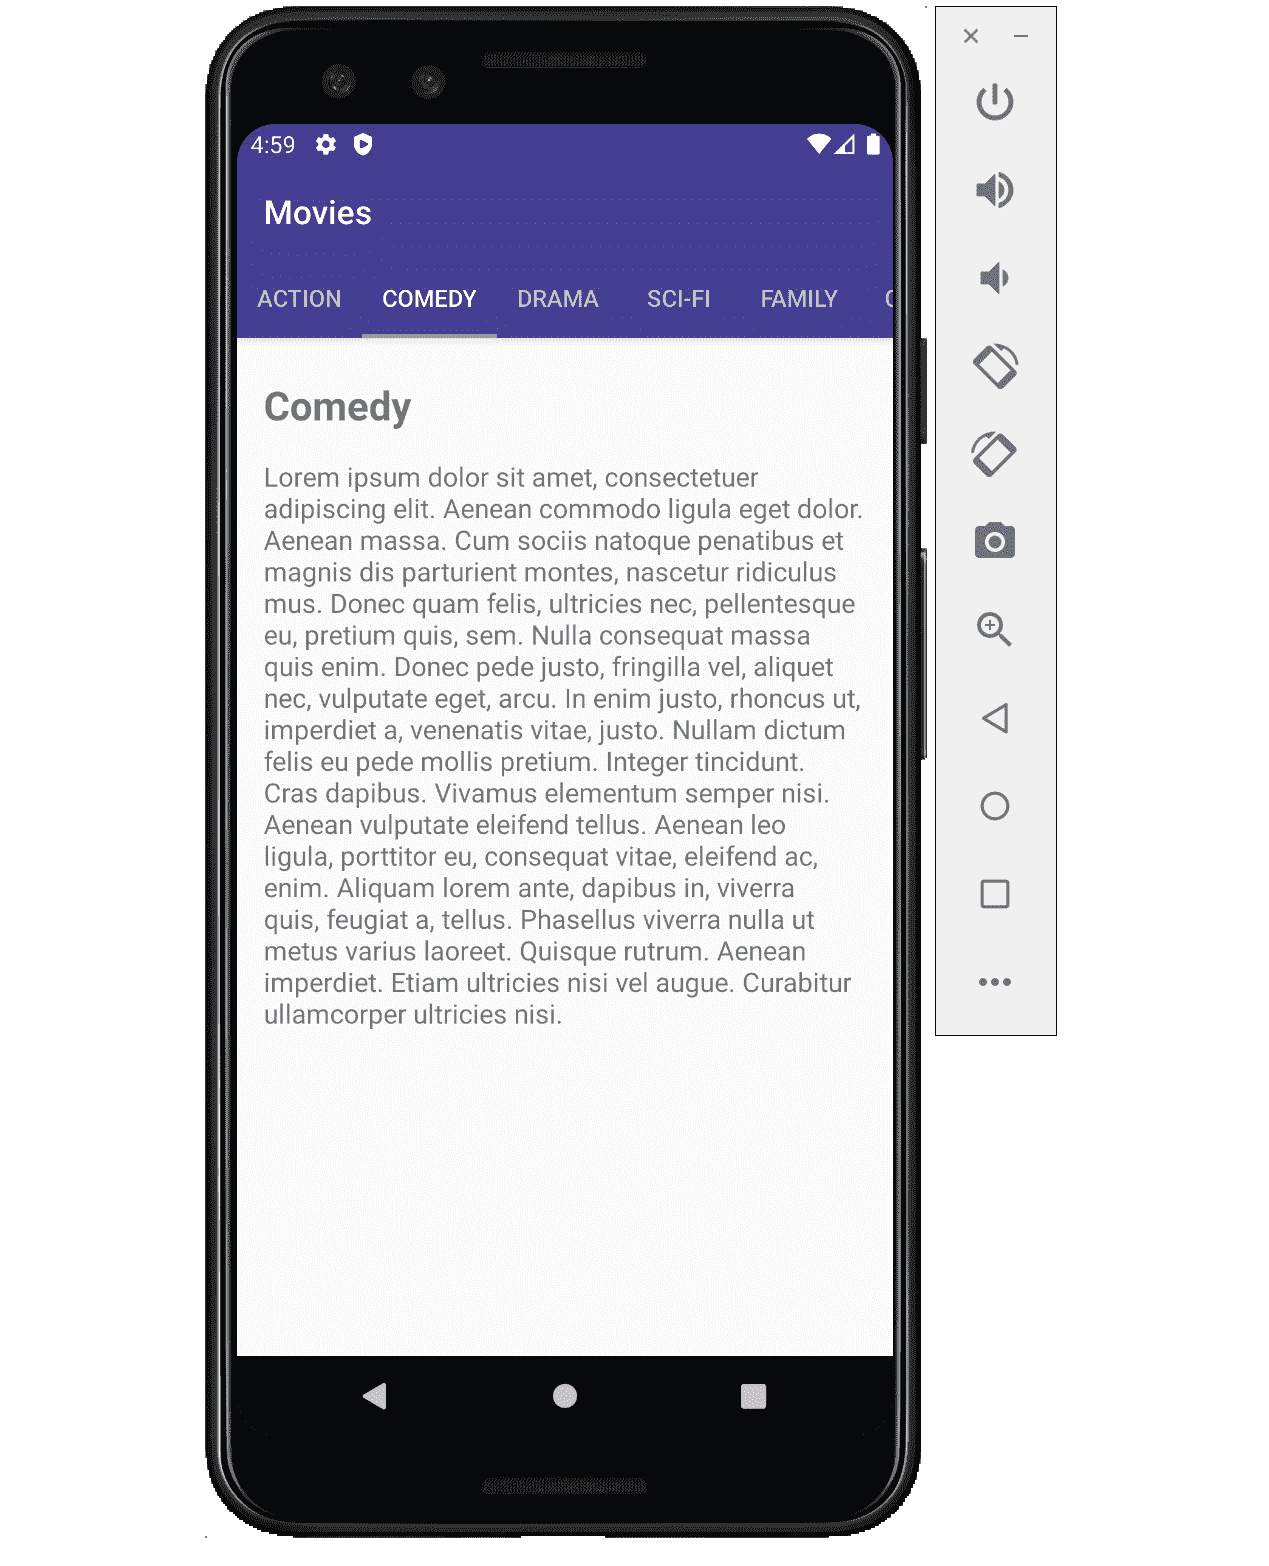 4:59
Movies
ACTION COMEDY DRAMA SCI-FI FAMILY
Comedy
Lorem ipsum dolor sit amet, consectetuer
adipiscing elit. Aenean commodo ligula eget dolor.
Aenean massa. Cum sociis natoque penatibus et
magnis dis parturient montes, nascetur ridiculus
mus. Donec quam felis, ultricies nec, pellentesque
eu, pretium quis, sem. Nulla consequat massa
quis enim. Donec pede justo, fringilla vel, aliquet
nec, vulputate eget, arcu. In enim justo, rhoncus ut,
imperdiet a, venenatis vitae, justo. Nullam dictum
felis eu pede mollis pretium. Integer tincidunt.
Cras dapibus. Vivamus elementum semper nisi.
Aenean vulputate eleifend tellus. Aenean leo
ligula, porttitor eu, consequat vitae, eleifend ac,
enim. Aliquam lorem ante, dapibus in, viverra
quis, feugiat a, tellus. Phasellus viverra nulla ut
metus varius laoreet. Quisque rutrum. Aenean
imperdiet. Etiam ultricies nisi vel augue. Curabitur
ullamcorper ultricies nisi.